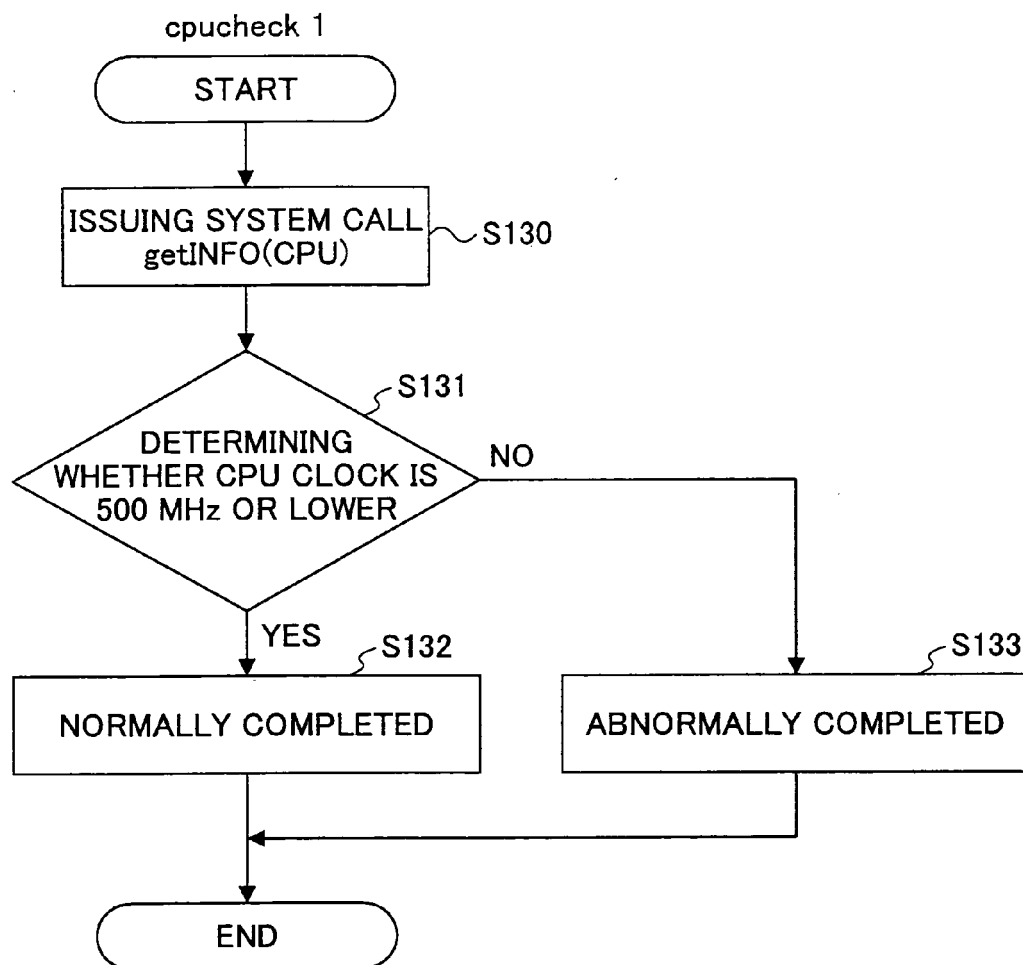 cpucheck 1
START
ISSUING SYSTEM CALL
getINFO(CPU)
S130
S131
DETERMINING
WHETHER CPU CLOCK IS
500 MHz OR LOWER
NO
YES
S132
S133
NORMALLY COMPLETED
ABNORMALLY COMPLETED
END